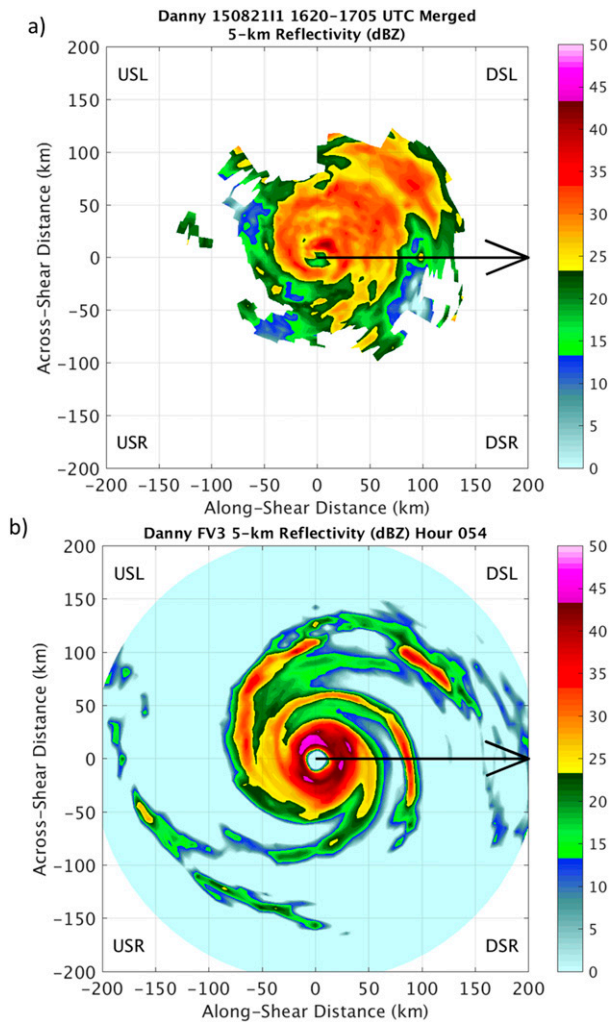 a)
Danny 150821I1 1620-1705 UTC Merged
5-km Reflectivity (dBZ)
USL
DSL
USR
DSR
200
150
100
50
0
-50
-100
-150
-200
Across-Shear Distance (km)
-200 -150 -100 -50 0 50 100 150 200
Along-Shear Distance (km)
50
45
40
35
30
25
20
15
10
5
0
b)
Danny FV3 5-km Reflectivity (dBZ) Hour 054
USL
DSL
USR
DSR
200
150
100
50
0
-50
-100
-150
-200
Across-Shear Distance (km)
-200 -150 -100 -50 0 50 100 150 200
Along-Shear Distance (km)
50
45
40
35
30
25
20
15
10
5
0